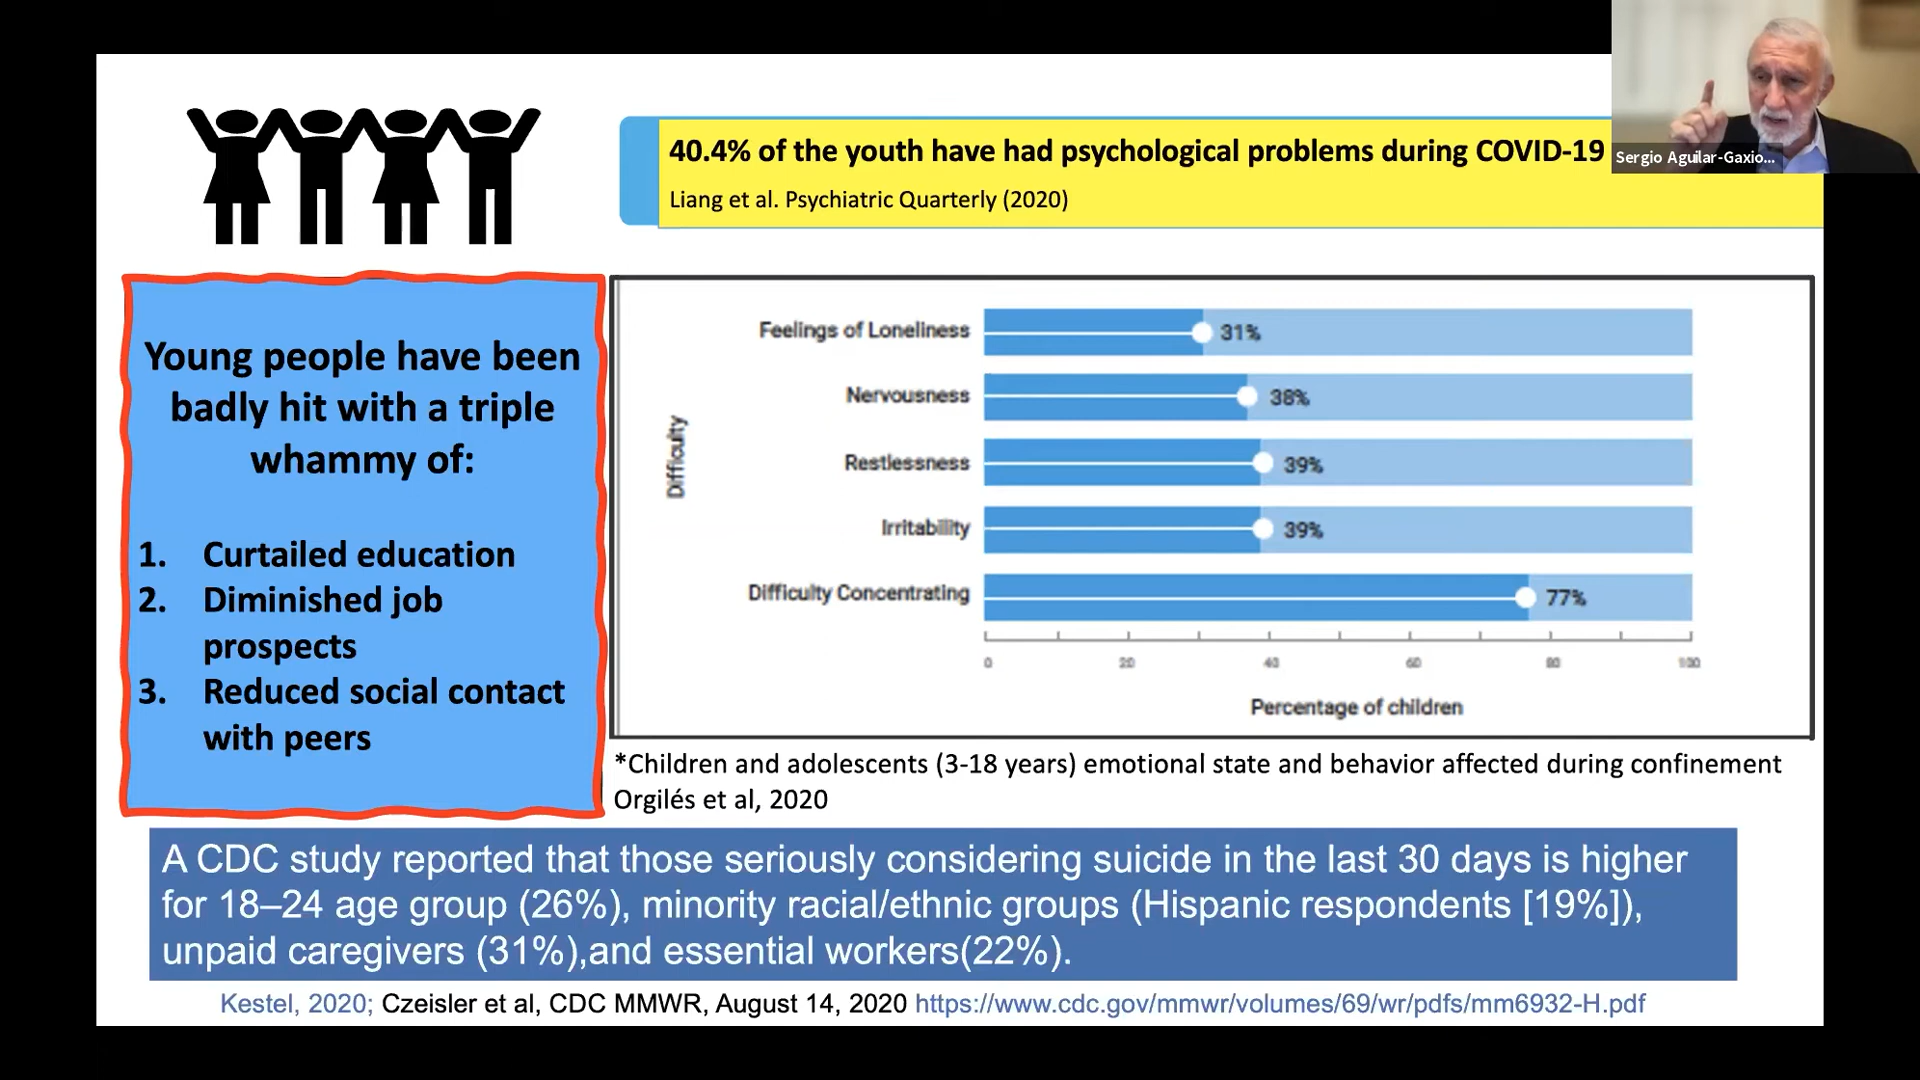 40.4% of the youth have had psychological problems during COVID-19
Liang et al. Psychiatric Quarterly (2020)
Sergio Aguilar-Gaxio...
Young people have been
badly hit with a triple
whammy of:
1. Curtailed education
2. Diminished job
prospects
3. Reduced social contact
with peers
Difficulty
Feelings of Loneliness 31%
Nervousness 38%
Restlessness 39%
Irritability 39%
Difficulty Concentrating 77%
0 20 40 60 80 100
Percentage of children
*Children and adolescents (3-18 years) emotional state and behavior affected during confinement
Orgilés et al, 2020
A CDC study reported that those seriously considering suicide in the last 30 days is higher
for 18–24 age group (26%), minority racial/ethnic groups (Hispanic respondents [19%]),
unpaid caregivers (31%),and essential workers(22%).
Kestel, 2020; Czeisler et al, CDC MMWR, August 14, 2020 https://www.cdc.gov/mmwr/volumes/69/wr/pdfs/mm6932-H.pdf